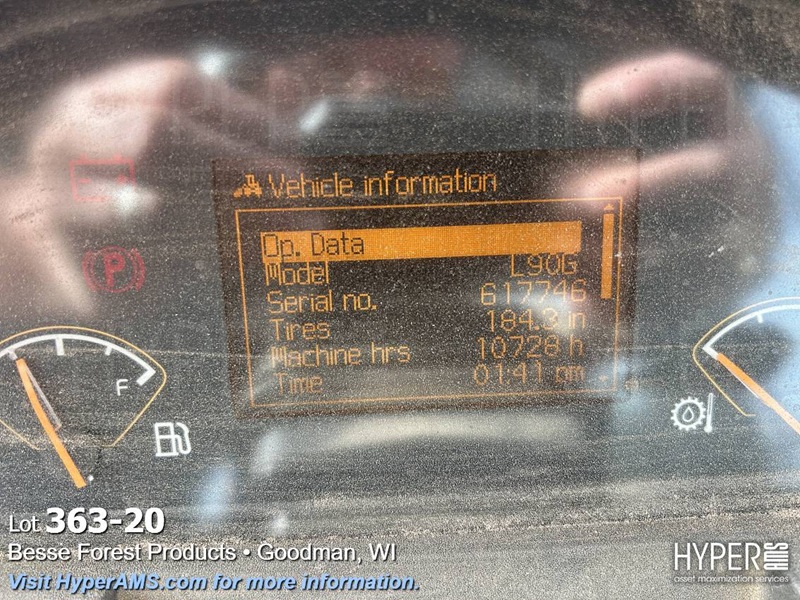 Vehicle information
Op. Data
Model L90G
Serial no. 617746
Tires 184.3 in
Machine hrs 10728 h
Time 01:41 pm
P
F
Lot 363-20
Besse Forest Products • Goodman, WI
Visit HyperAMS.com for more information.
HYPER AMS
asset maximization services